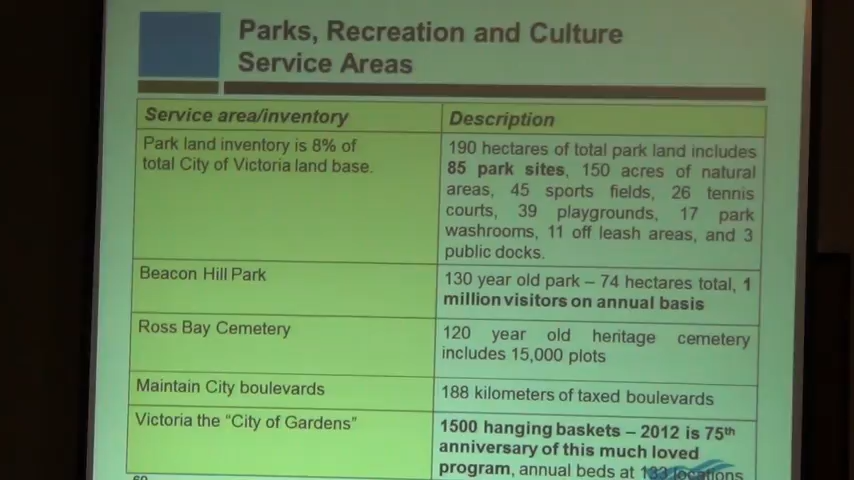 Parks, Recreation and Culture
Service Areas
Service area/inventory
Description
Park land inventory is 8% of
total City of Victoria land base.
190 hectares of total park land includes
85 park sites, 150 acres of natural
areas, 45 sports fields, 26 tennis
courts, 39 playgrounds, 17 park
washrooms, 11 off leash areas, and 3
public docks.
Beacon Hill Park
130 year old park – 74 hectares total, 1
million visitors on annual basis
Ross Bay Cemetery
120 year old heritage cemetery
includes 15,000 plots
Maintain City boulevards
188 kilometers of taxed boulevards
Victoria the “City of Gardens”
1500 hanging baskets – 2012 is 75th
anniversary of this much loved
program, annual beds at 133 locations